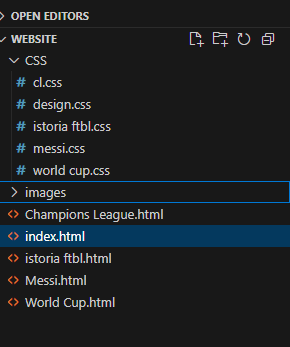 OPEN EDITORS
WEBSITE
CSS
cl.css
design.css
istoria ftbl.css
messi.css
world cup.css
images
Champions League.html
index.html
istoria ftbl.html
Messi.html
World Cup.html